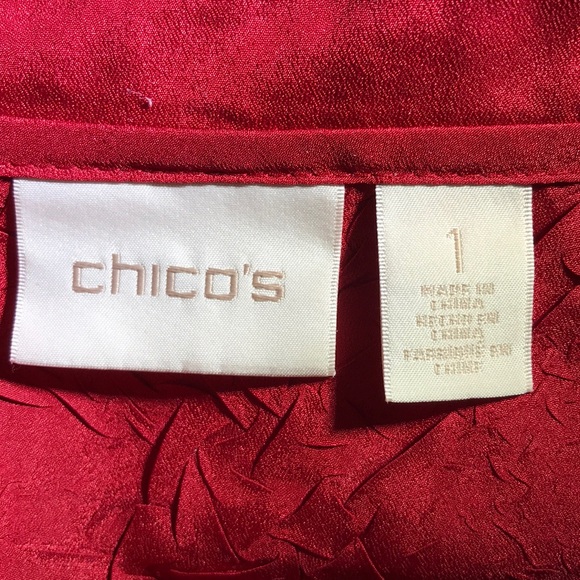 chico's
1
MADE IN
CHINA
HECHO EN
CHINA
FABRIQUÉ EN
CHINE